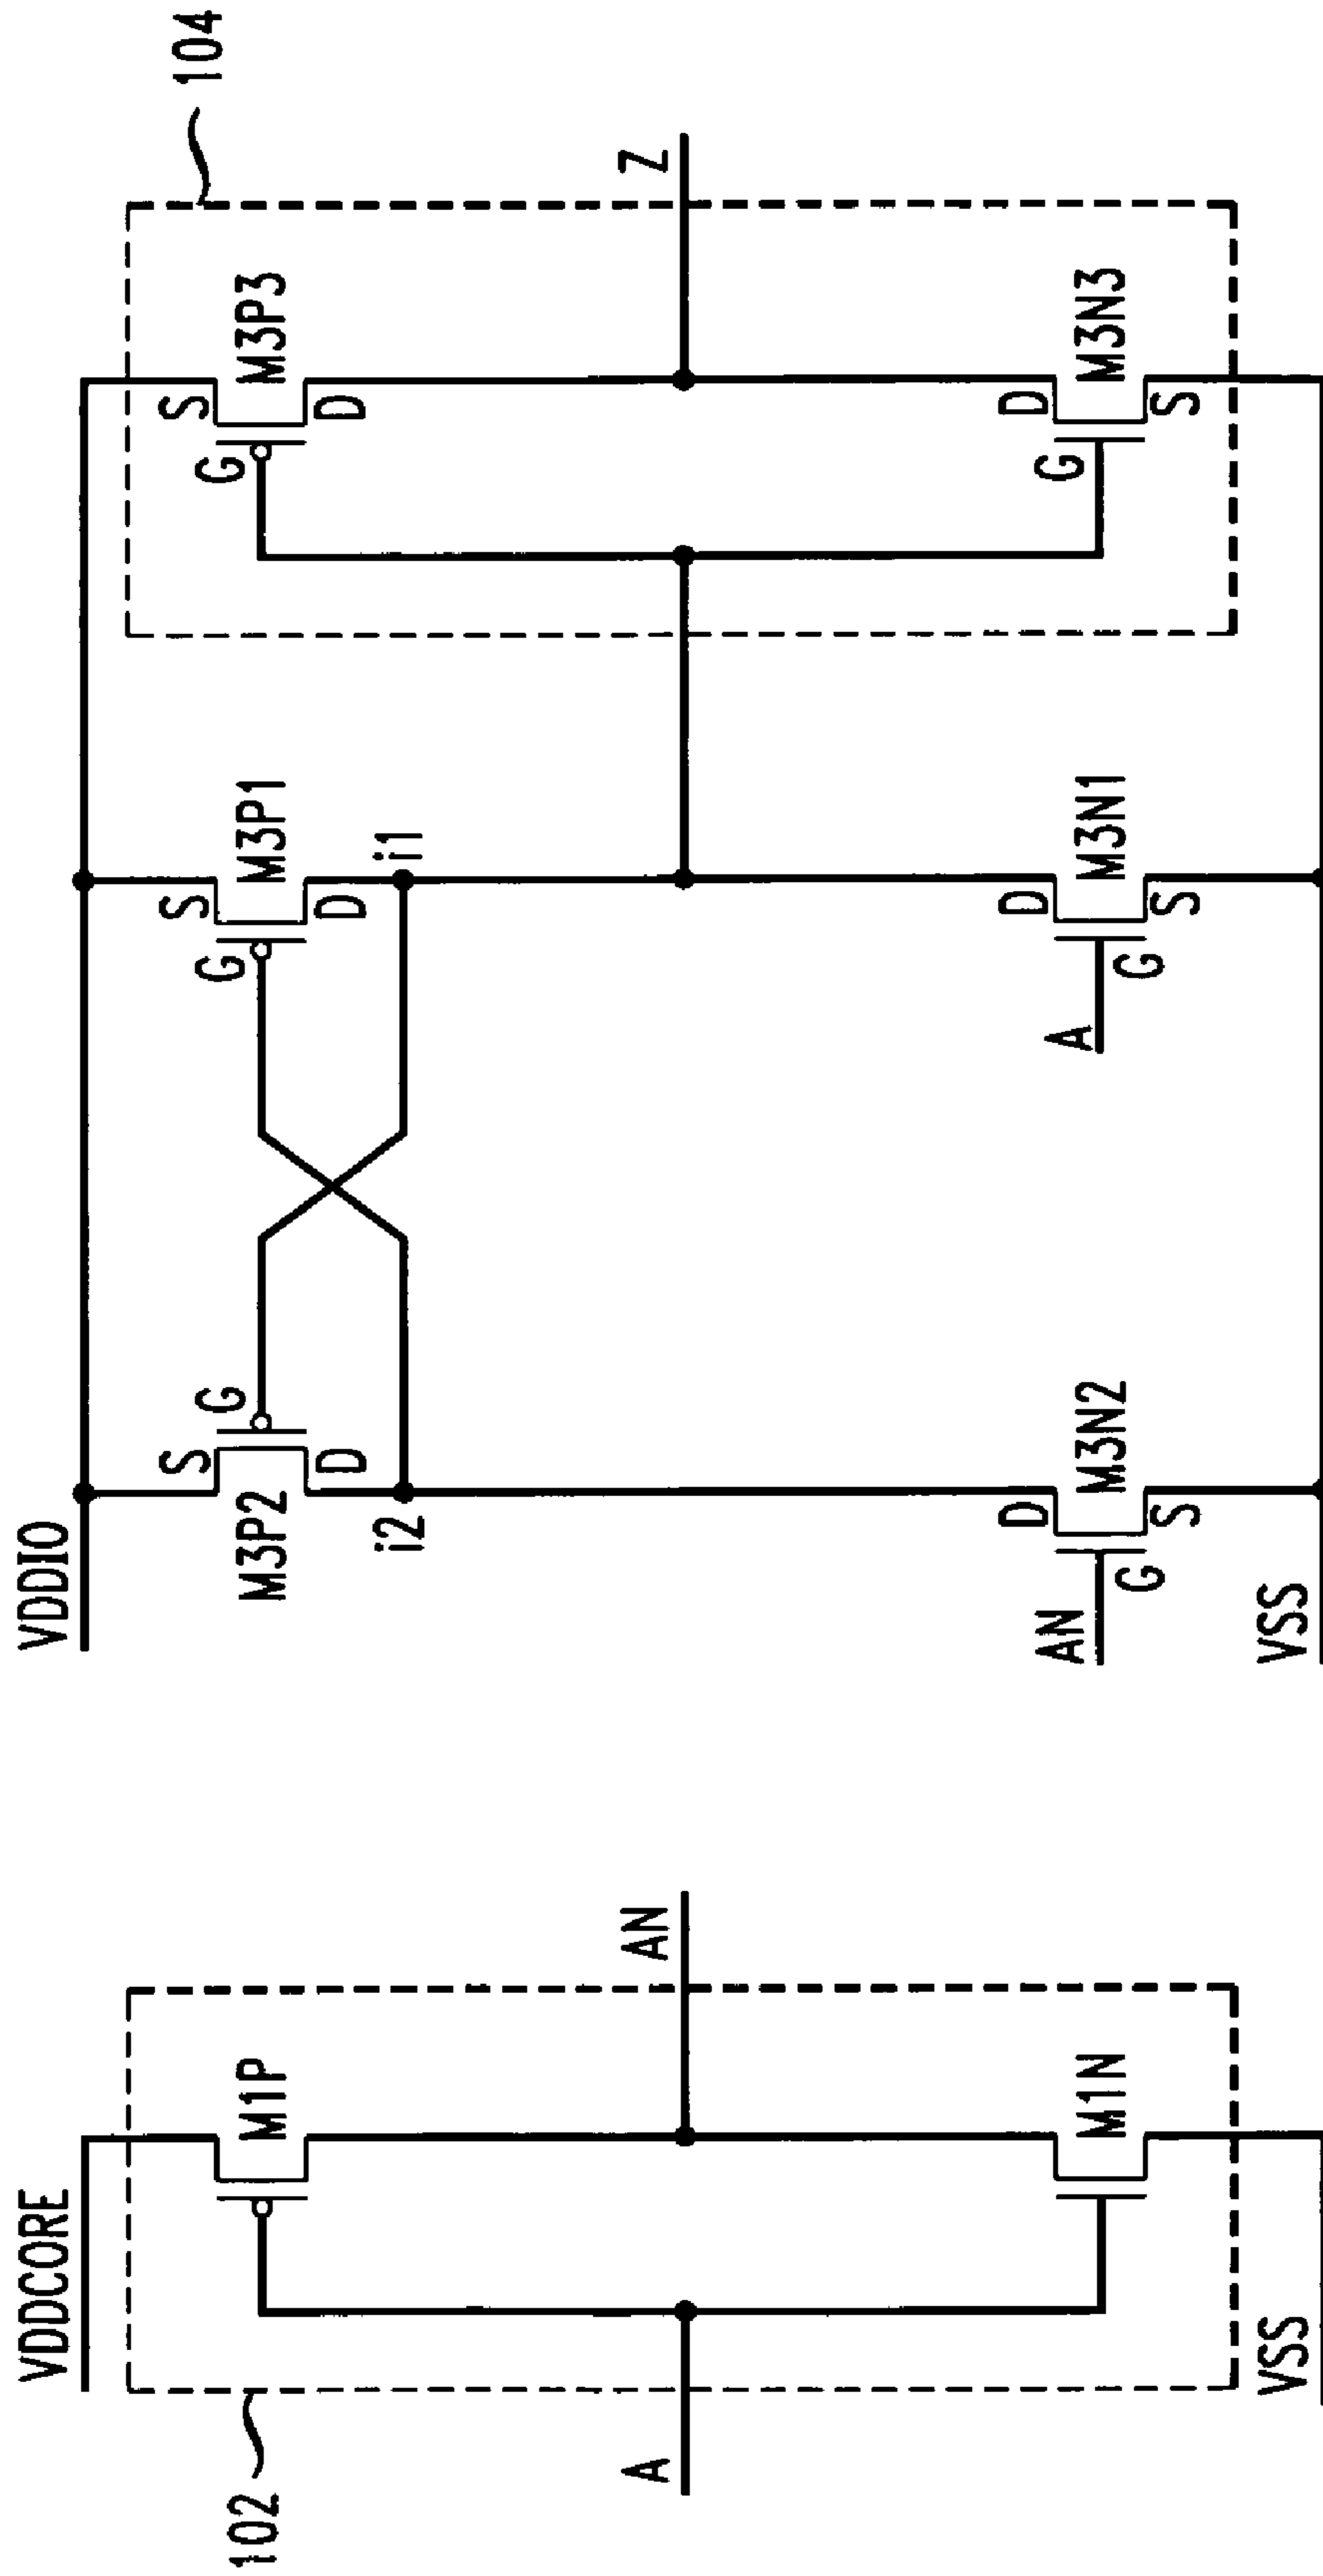 VDDCORE
102
M1P
A
AN
M1N
VSS
VDDIO
S
G
M3P2
D
i2
S
M3P1
G
D
i1
S
M3P3
G
D
104
Z
AN
G
D
M3N2
S
A
G
D
M3N1
S
G
D
M3N3
S
VSS